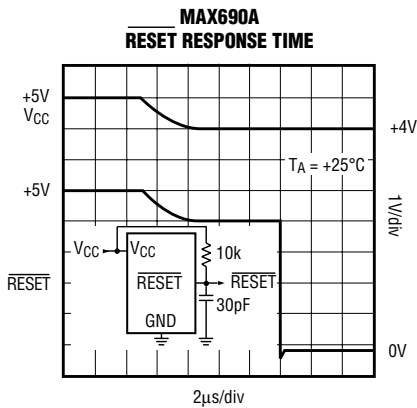 MAX690A
RESET RESPONSE TIME
+5V
VCC
+4V
TA = +25°C
+5V
1V/div
VCC
VCC
10k
RESET
RESET
RESET
30pF
GND
0V
2µs/div